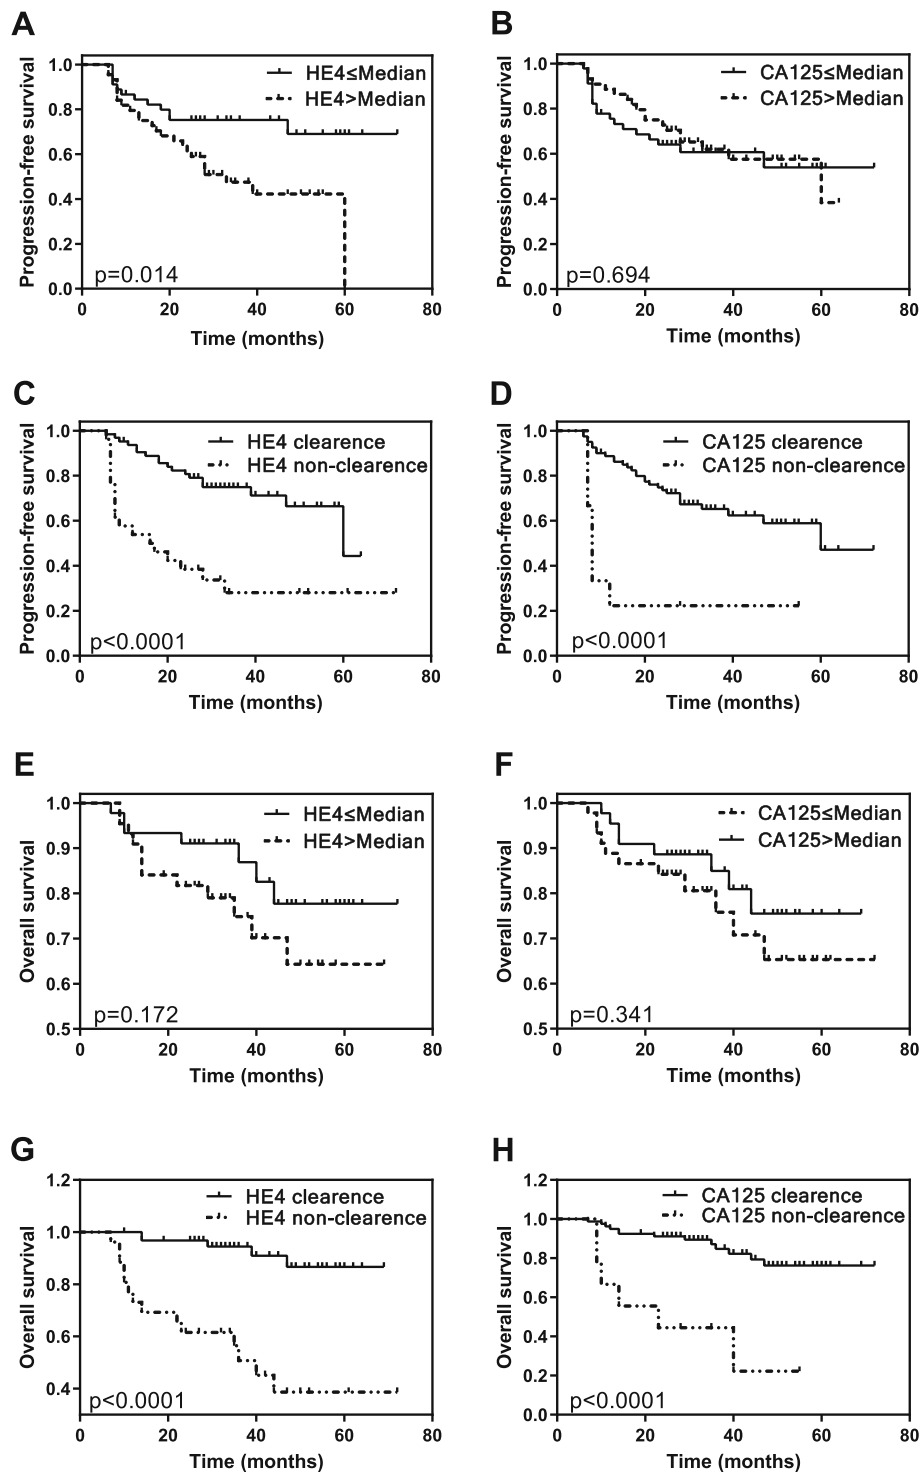 A
Progression-free survival
1.0
0.8
0.6
0.4
0.2
0.0
HE4≤Median
HE4>Median
p=0.014
0 20 40 60 80
Time (months)
B
Progression-free survival
1.0
0.8
0.6
0.4
0.2
0.0
CA125≤Median
CA125>Median
p=0.694
0 20 40 60 80
Time (months)
C
Progression-free survival
1.0
0.8
0.6
0.4
0.2
0.0
HE4 clearence
HE4 non-clearence
p<0.0001
0 20 40 60 80
Time (months)
D
Progression-free survival
1.0
0.8
0.6
0.4
0.2
0.0
CA125 clearence
CA125 non-clearence
p<0.0001
0 20 40 60 80
Time (months)
E
Overall survival
1.0
0.9
0.8
0.7
0.6
0.5
HE4≤Median
HE4>Median
p=0.172
0 20 40 60 80
Time (months)
F
Overall survival
1.0
0.9
0.8
0.7
0.6
0.5
CA125≤Median
CA125>Median
p=0.341
0 20 40 60 80
Time (months)
G
Overall survival
1.2
1.0
0.8
0.6
0.4
HE4 clearence
HE4 non-clearence
p<0.0001
0 20 40 60 80
Time (months)
H
Overall survival
1.2
1.0
0.8
0.6
0.4
0.2
0.0
CA125 clearence
CA125 non-clearence
p<0.0001
0 20 40 60 80
Time (months)